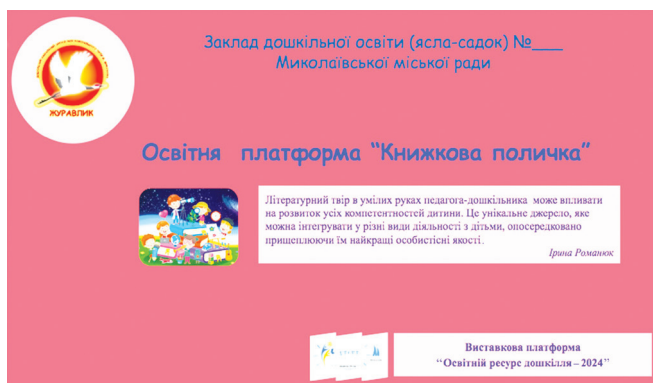 Заклад дошкільної освіти (ясла-садок) №___
Миколаївської міської ради
ЖУРАВЛИК
Освітня платформа “Книжкова поличка”
Літературний твір в умілих руках педагога-дошкільника може впливати
на розвиток усіх компетентностей дитини. Це унікальне джерело, яке
можна інтегрувати у різні види діяльності з дітьми, опосередковано
прищеплюючи їм найкращі особистісні якості.
Ірина Романюк
Виставкова платформа
“Освітній ресурс дошкілля – 2024”